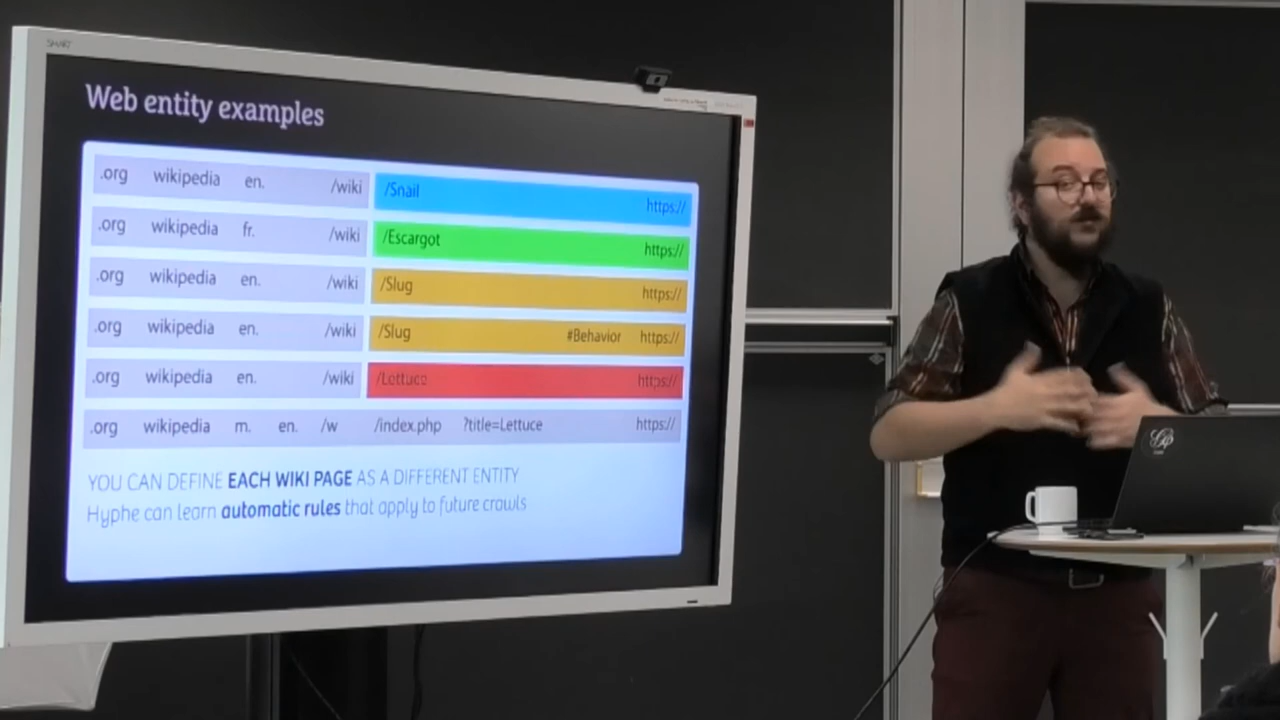 SMART
Web entity examples
.org wikipedia en. /wiki /Snail https://
.org wikipedia fr. /wiki /Escargot https://
.org wikipedia en. /wiki /Slug https://
.org wikipedia en. /wiki /Slug #Behavior https://
.org wikipedia en. /wiki /Lettuce https://
.org wikipedia m. en. /w /index.php ?title=Lettuce https://
YOU CAN DEFINE EACH WIKI PAGE AS A DIFFERENT ENTITY
Hyphe can learn automatic rules that apply to future crawls